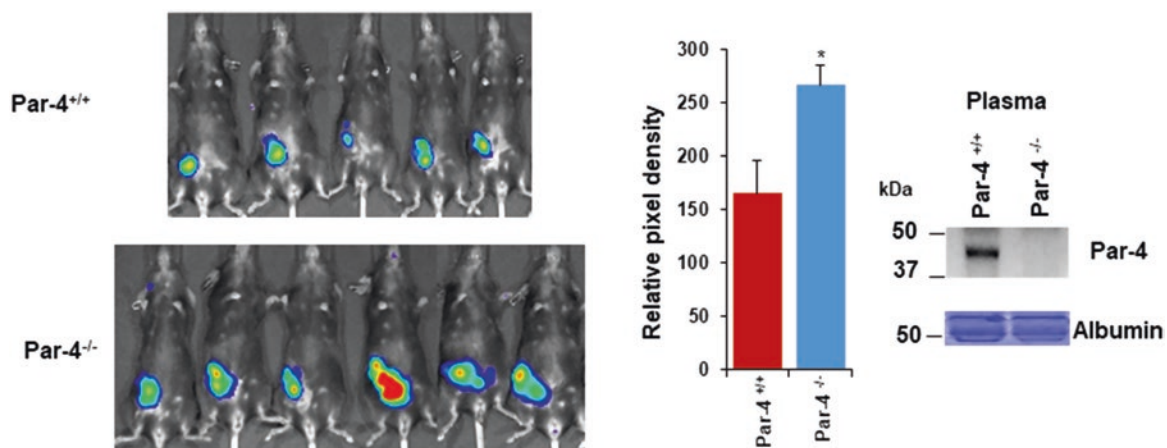 Par-4+/+
Par-4-/-
Relative pixel density
300
250
200
150
100
50
0
*
Par-4 +/+
Par-4 -/-
Plasma
Par-4 +/+
Par-4 -/-
kDa
50
37
Par-4
50
Albumin